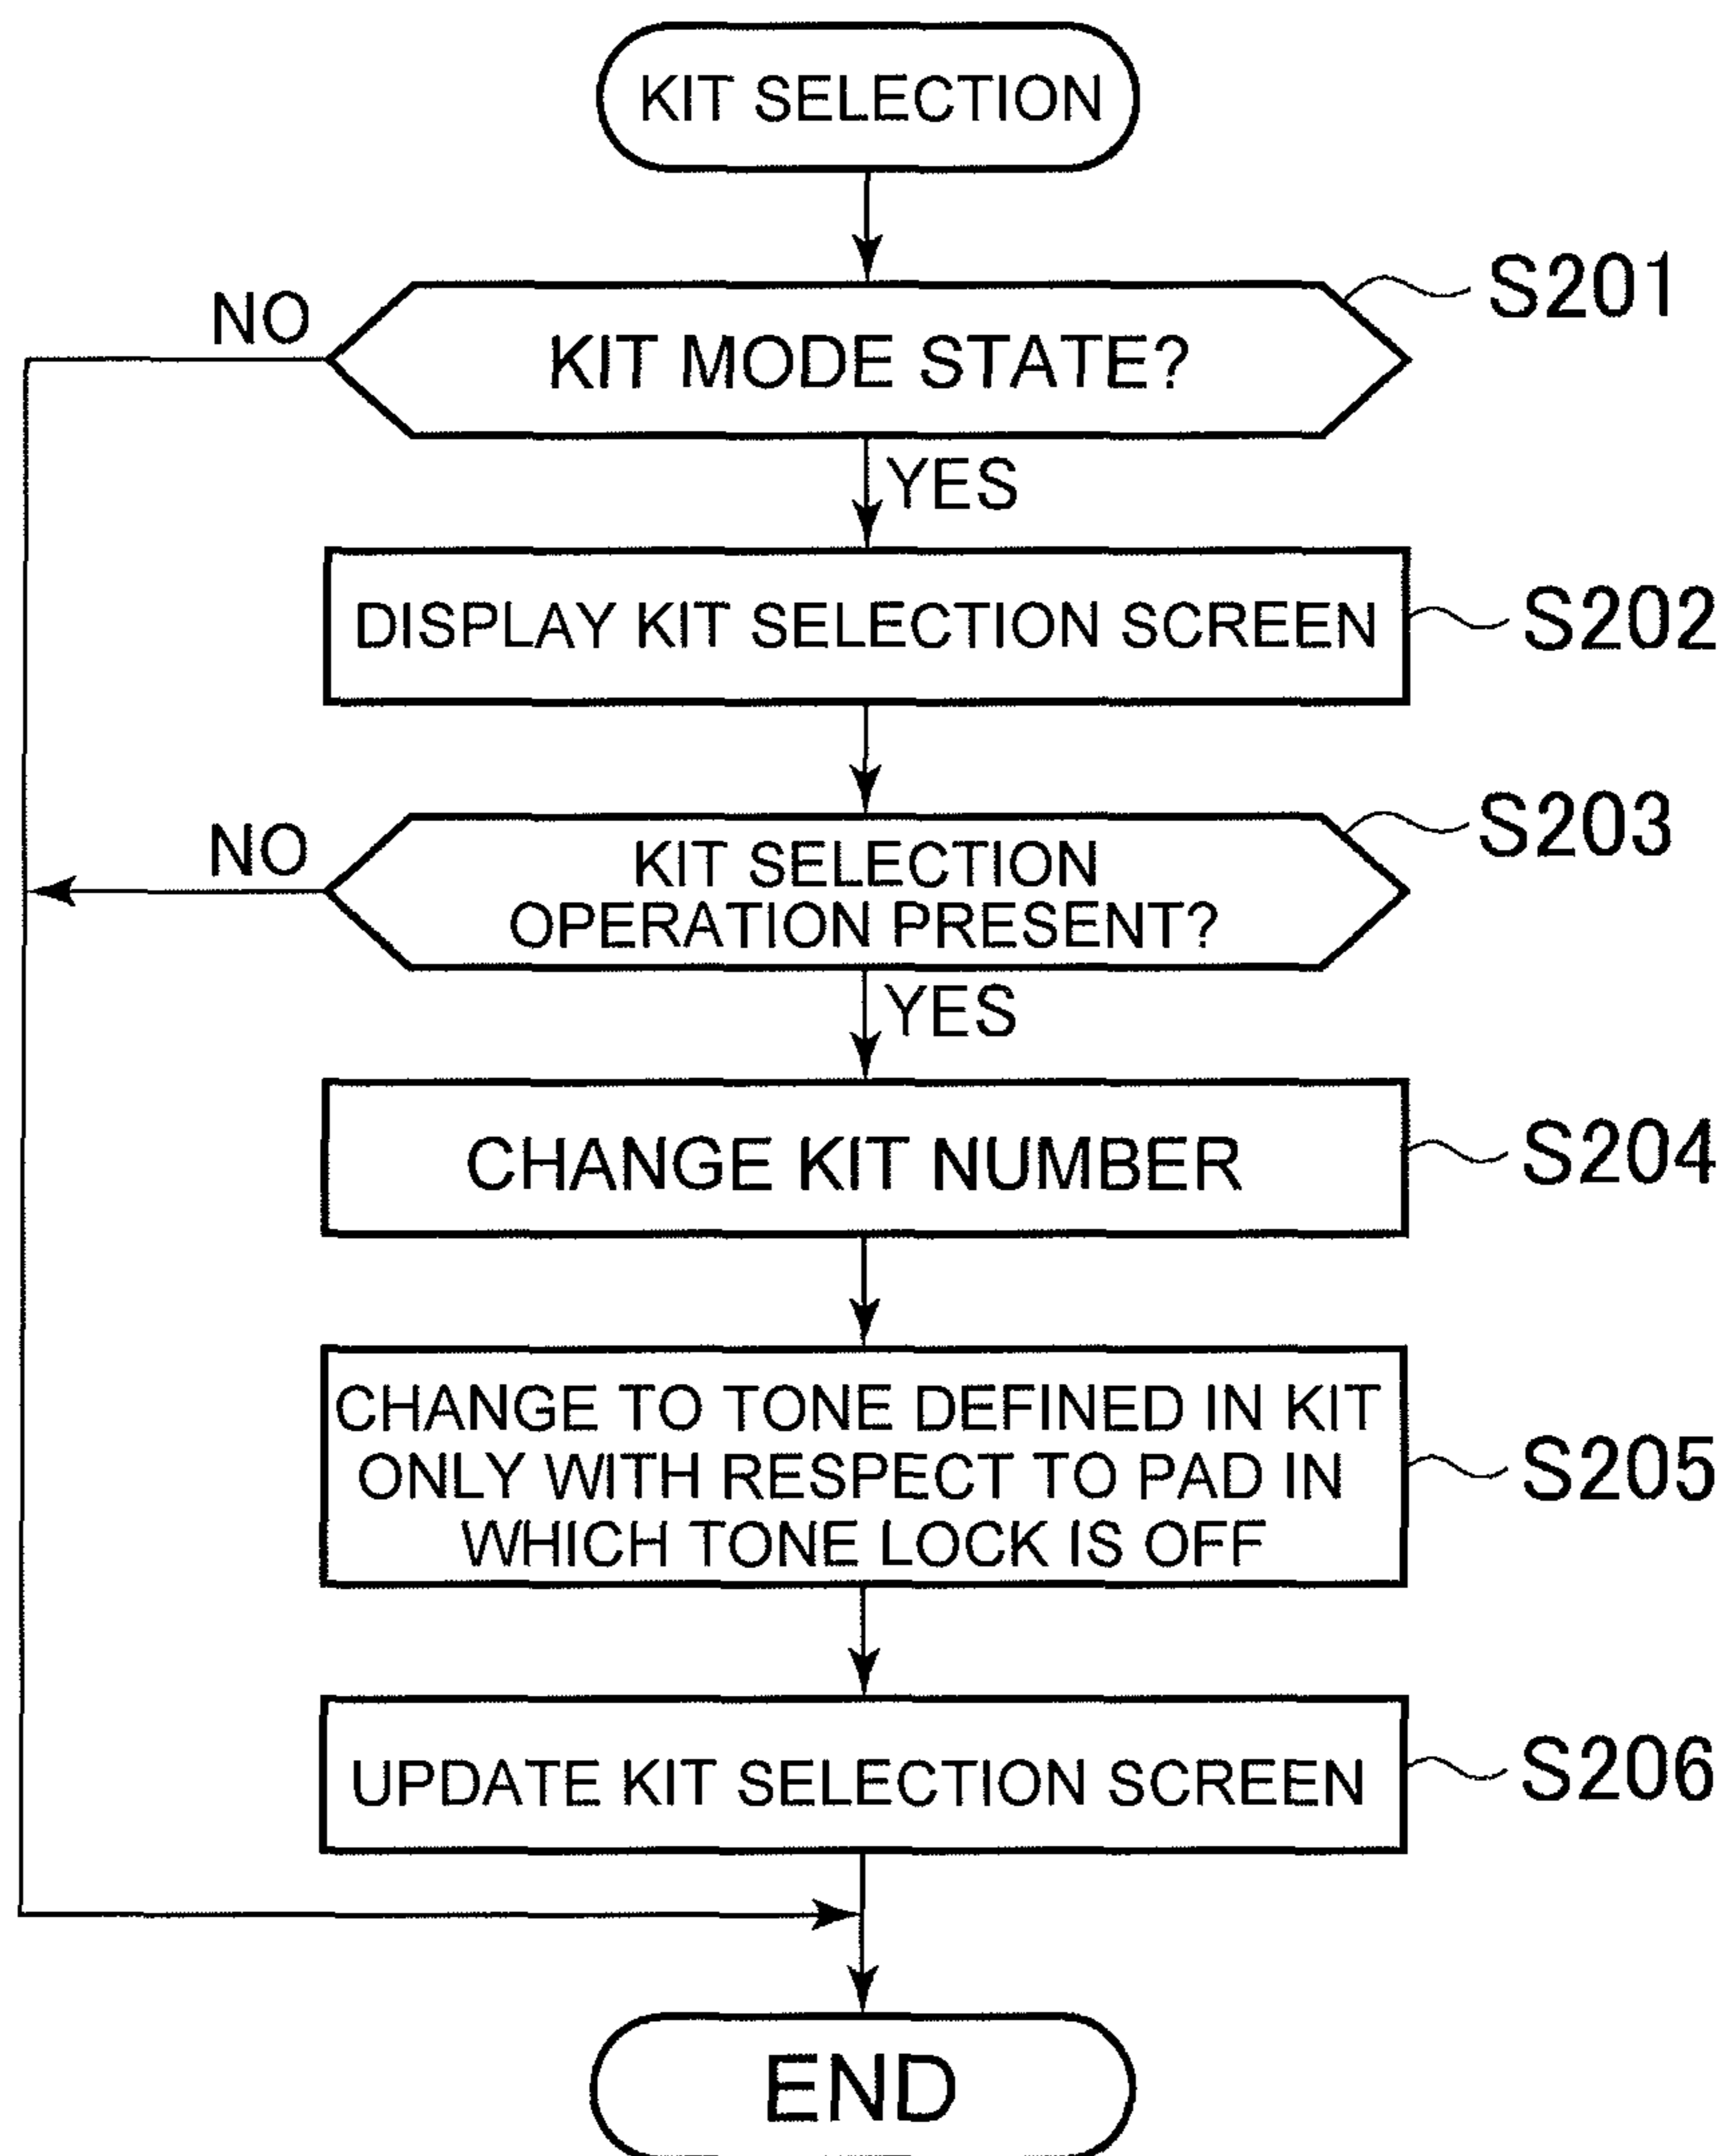 KIT SELECTION
S201
NO
KIT MODE STATE?
YES
DISPLAY KIT SELECTION SCREEN
S202
S203
NO
KIT SELECTION
OPERATION PRESENT?
YES
CHANGE KIT NUMBER
S204
CHANGE TO TONE DEFINED IN KIT
ONLY WITH RESPECT TO PAD IN
WHICH TONE LOCK IS OFF
S205
UPDATE KIT SELECTION SCREEN
S206
END